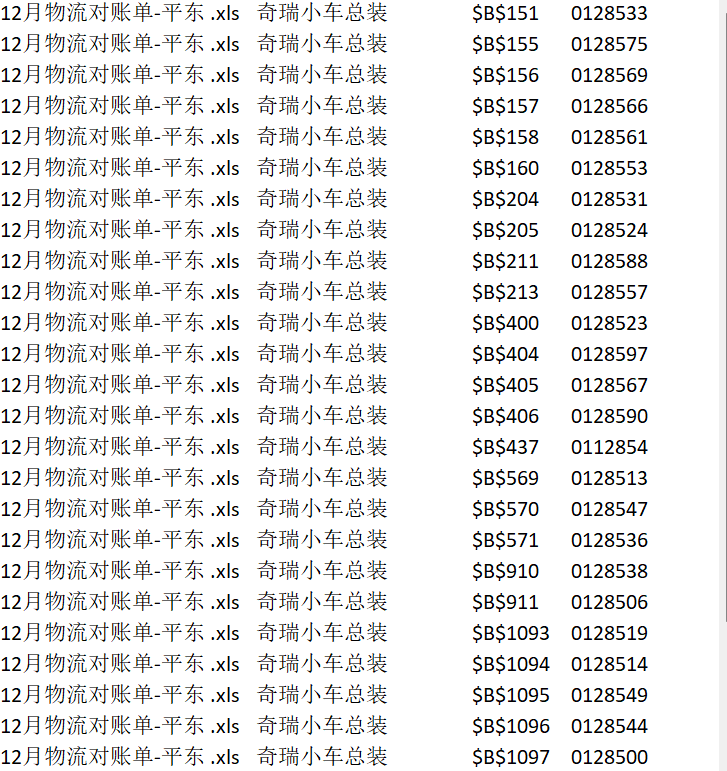 12月物流对账单-平东 .xls 奇瑞小车总装 $B$151 0128533
12月物流对账单-平东 .xls 奇瑞小车总装 $B$155 0128575
12月物流对账单-平东 .xls 奇瑞小车总装 $B$156 0128569
12月物流对账单-平东 .xls 奇瑞小车总装 $B$157 0128566
12月物流对账单-平东 .xls 奇瑞小车总装 $B$158 0128561
12月物流对账单-平东 .xls 奇瑞小车总装 $B$160 0128553
12月物流对账单-平东 .xls 奇瑞小车总装 $B$204 0128531
12月物流对账单-平东 .xls 奇瑞小车总装 $B$205 0128524
12月物流对账单-平东 .xls 奇瑞小车总装 $B$211 0128588
12月物流对账单-平东 .xls 奇瑞小车总装 $B$213 0128557
12月物流对账单-平东 .xls 奇瑞小车总装 $B$400 0128523
12月物流对账单-平东 .xls 奇瑞小车总装 $B$404 0128597
12月物流对账单-平东 .xls 奇瑞小车总装 $B$405 0128567
12月物流对账单-平东 .xls 奇瑞小车总装 $B$406 0128590
12月物流对账单-平东 .xls 奇瑞小车总装 $B$437 0112854
12月物流对账单-平东 .xls 奇瑞小车总装 $B$569 0128513
12月物流对账单-平东 .xls 奇瑞小车总装 $B$570 0128547
12月物流对账单-平东 .xls 奇瑞小车总装 $B$571 0128536
12月物流对账单-平东 .xls 奇瑞小车总装 $B$910 0128538
12月物流对账单-平东 .xls 奇瑞小车总装 $B$911 0128506
12月物流对账单-平东 .xls 奇瑞小车总装 $B$1093 0128519
12月物流对账单-平东 .xls 奇瑞小车总装 $B$1094 0128514
12月物流对账单-平东 .xls 奇瑞小车总装 $B$1095 0128549
12月物流对账单-平东 .xls 奇瑞小车总装 $B$1096 0128544
12月物流对账单-平东 .xls 奇瑞小车总装 $B$1097 0128500